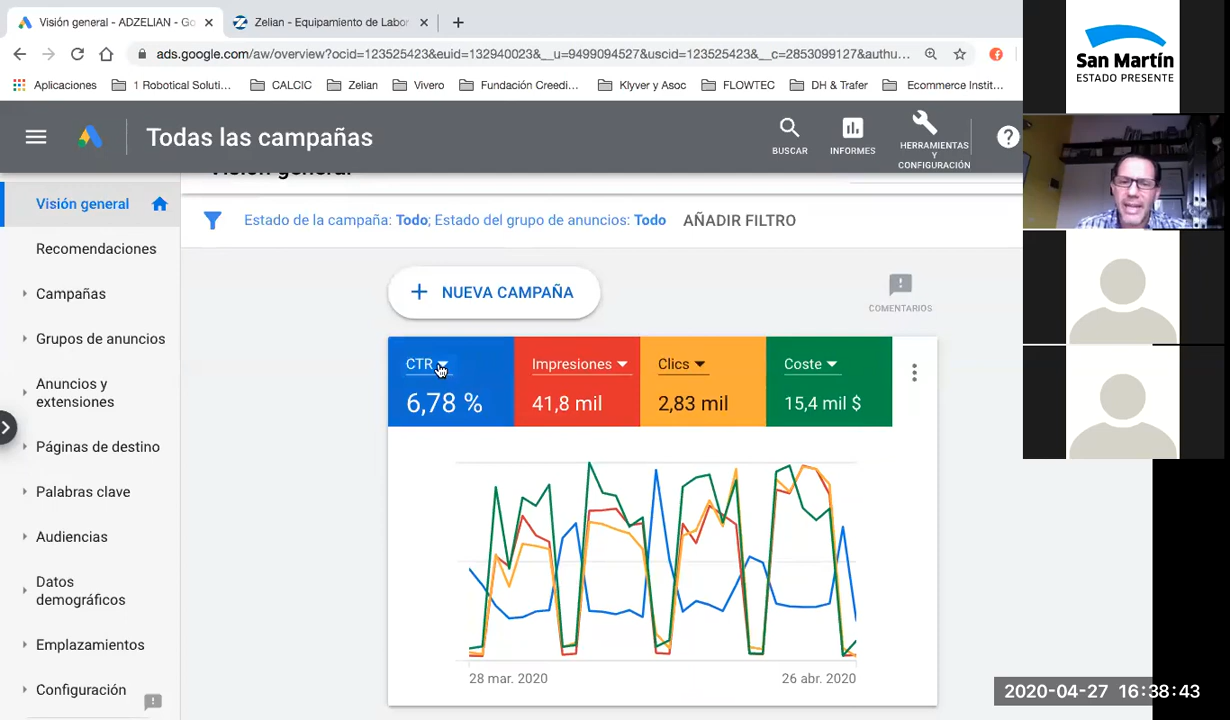 Visión general - ADZELIAN - Go
Zelian - Equipamiento de Labor
ads.google.com/aw/overview?ocid=123525423&euid=132940023&__u=9499094527&uscid=123525423&__c=2853099127&authu...
Aplicaciones
1 Robotical Soluti...
CALCIC
Zelian
Vivero
Fundación Creedi...
Klyver y Asoc
FLOWTEC
DH & Trafer
Ecommerce Instit...
San Martín
ESTADO PRESENTE
Todas las campañas
BUSCAR
INFORMES
HERRAMIENTAS
Y
CONFIGURACIÓN
Visión general
Visión general
Recomendaciones
Campañas
Grupos de anuncios
Anuncios y
extensiones
Páginas de destino
Palabras clave
Audiencias
Datos
demográficos
Emplazamientos
Configuración
Estado de la campaña: Todo; Estado del grupo de anuncios: Todo
AÑADIR FILTRO
+ NUEVA CAMPAÑA
COMENTARIOS
CTR
6,78 %
Impresiones
41,8 mil
Clics
2,83 mil
Coste
15,4 mil $
28 mar. 2020
26 abr. 2020
2020-04-27 16:38:43